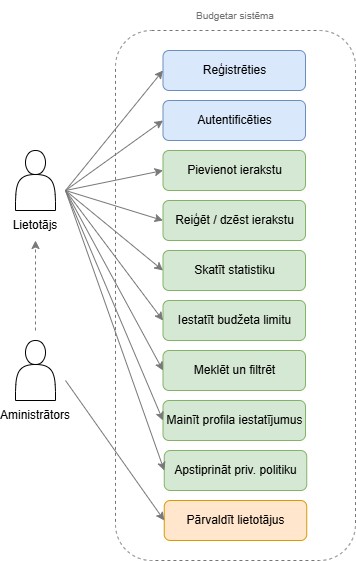 Budgetar sistēma
Reģistrēties
Autentificēties
Pievienot ierakstu
Reiģēt / dzēst ierakstu
Skatīt statistiku
Iestatīt budžeta limitu
Meklēt un filtrēt
Mainīt profila iestatījumus
Apstiprināt priv. politiku
Pārvaldīt lietotājus
Lietotājs
Aministrātors